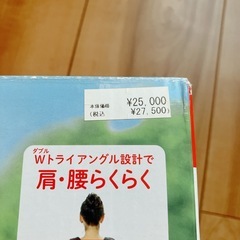 本体価格 ¥25,000
(税込 ¥27,500)
ダブル
Wトライアングル設計で
肩・腰らくらく